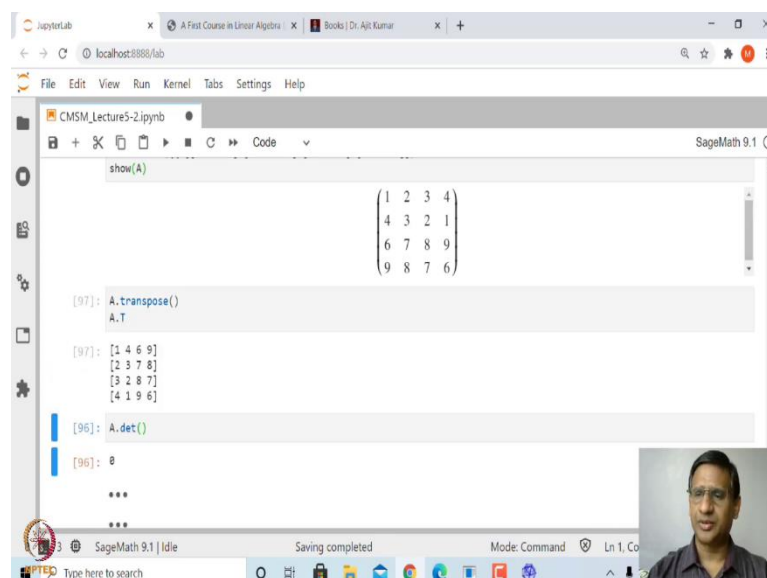 JupyterLab
A First Course in Linear Algebra |
Books | Dr. Ajit Kumar
localhost:8888/lab
M
File Edit View Run Kernel Tabs Settings Help
CMSM_Lecture5-2.ipynb
Code
SageMath 9.1
show(A)
1 2 3 4
4 3 2 1
6 7 8 9
9 8 7 6
[97]: A.transpose()
A.T
[97]: [1 4 6 9]
[2 3 7 8]
[3 2 8 7]
[4 1 9 6]
[96]: A.det()
[96]: 0
3 SageMath 9.1 | Idle Saving completed Mode: Command Ln 1, Co
NPTEL
Type here to search